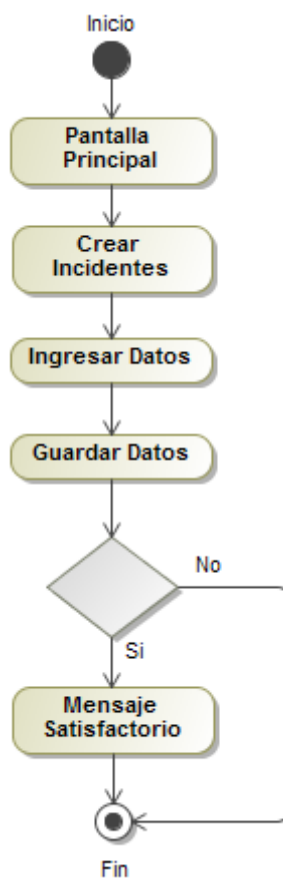 Inicio
Pantalla
Principal
Crear
Incidentes
Ingresar Datos
Guardar Datos
No
Si
Mensaje
Satisfactorio
Fin